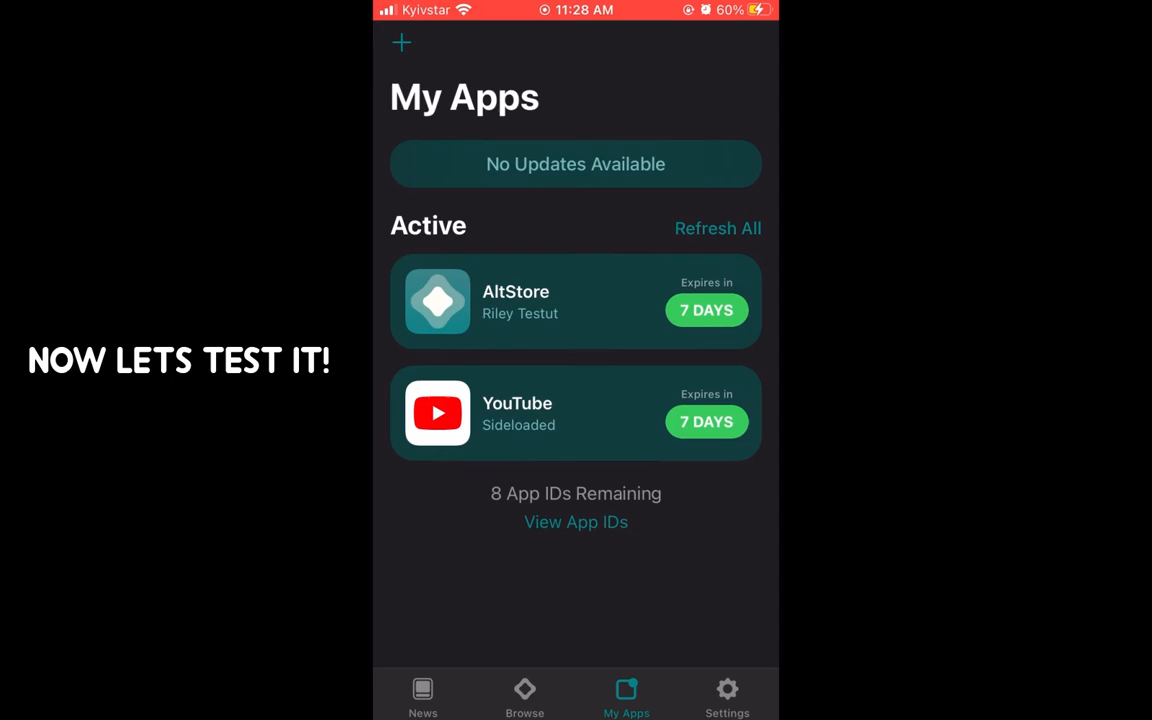 Kyivstar 11:28 AM 60%
My Apps
No Updates Available
Active Refresh All
AltStore
Riley Testut
Expires in
7 DAYS
NOW LETS TEST IT!
YouTube
Sideloaded
Expires in
7 DAYS
8 App IDs Remaining
View App IDs
News Browse My Apps Settings